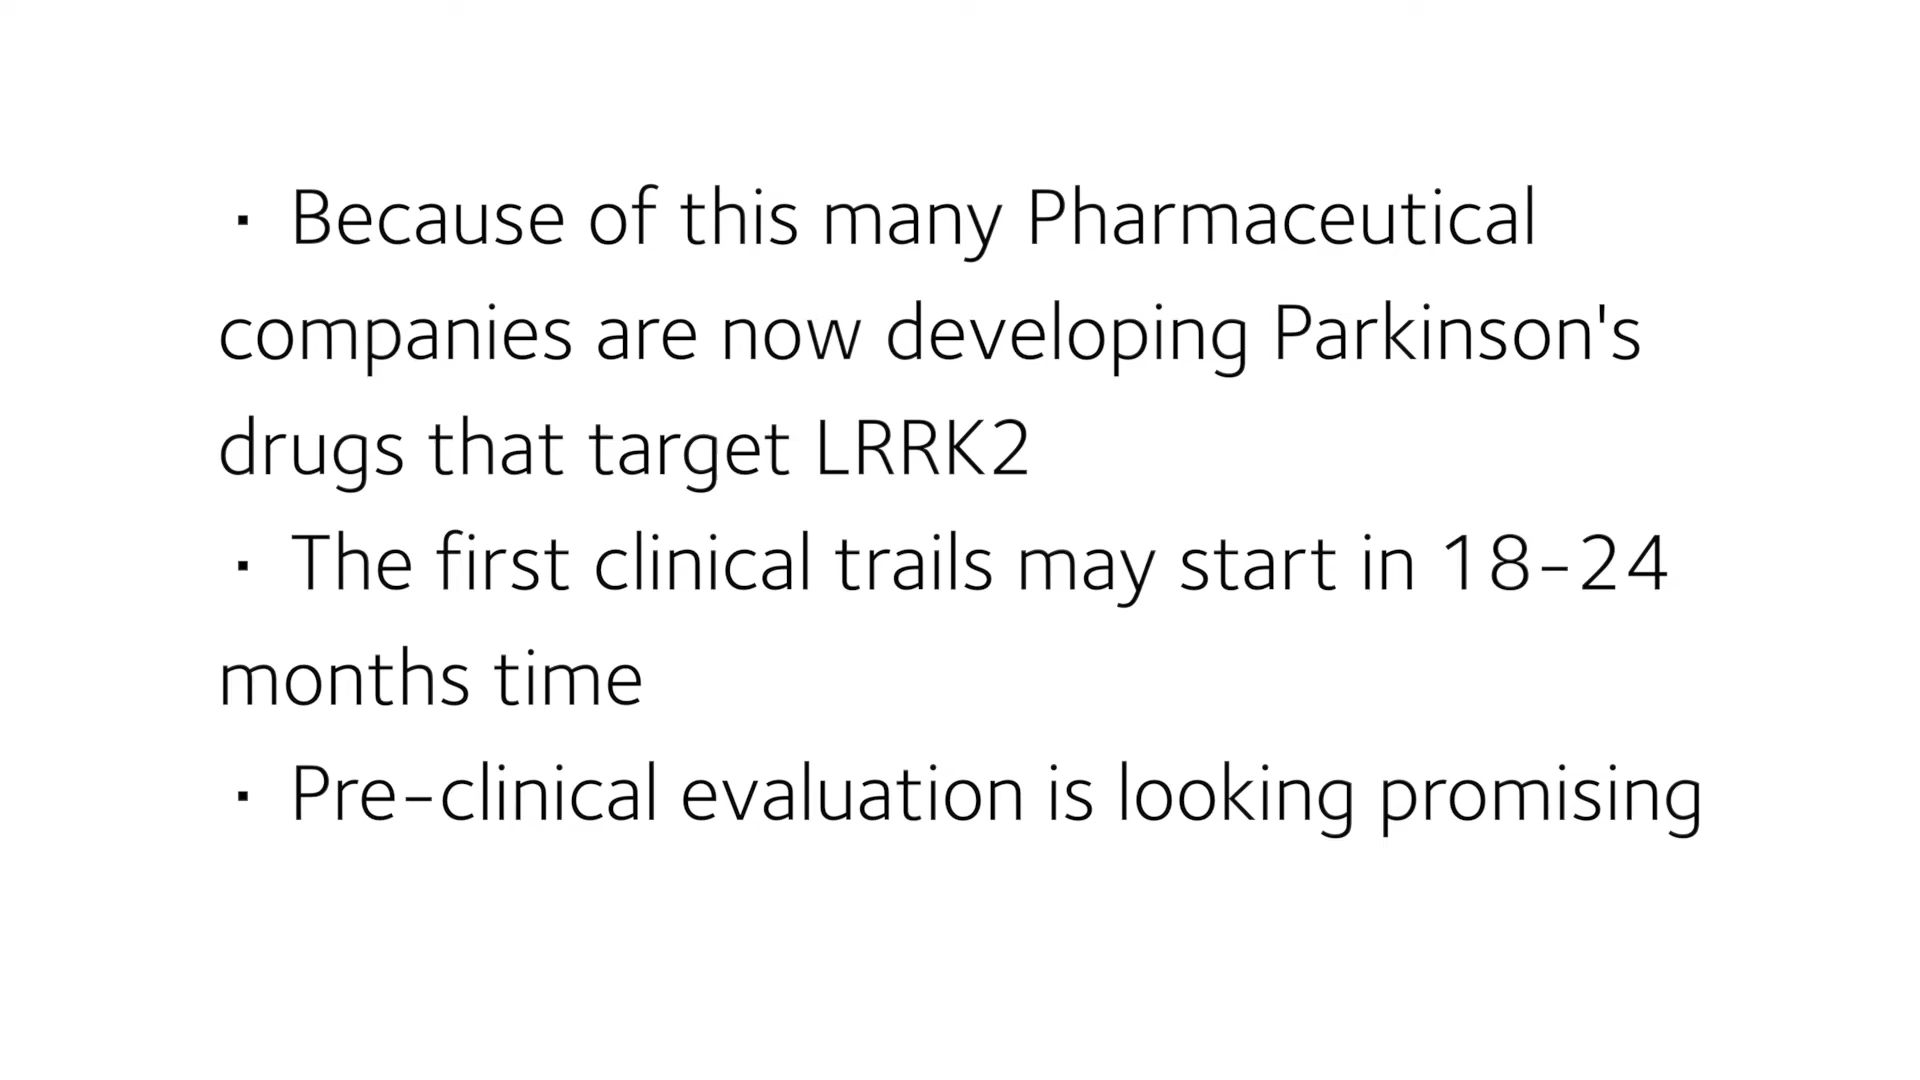 · Because of this many Pharmaceutical
companies are now developing Parkinson's
drugs that target LRRK2
· The first clinical trails may start in 18-24
months time
· Pre-clinical evaluation is looking promising